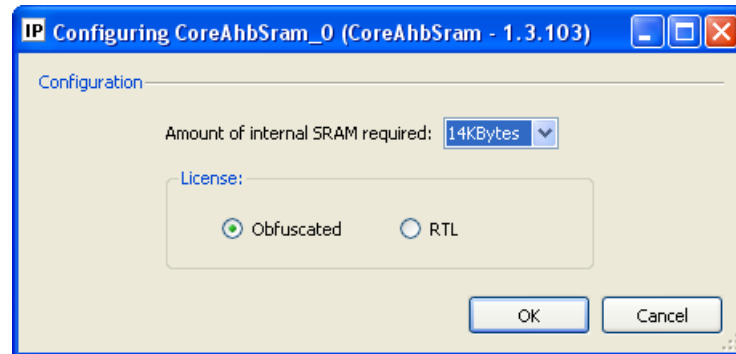 IP Configuring CoreAhbSram_0 (CoreAhbSram - 1.3.103)
Configuration
Amount of internal SRAM required: 14KBytes
License:
Obfuscated RTL
OK Cancel